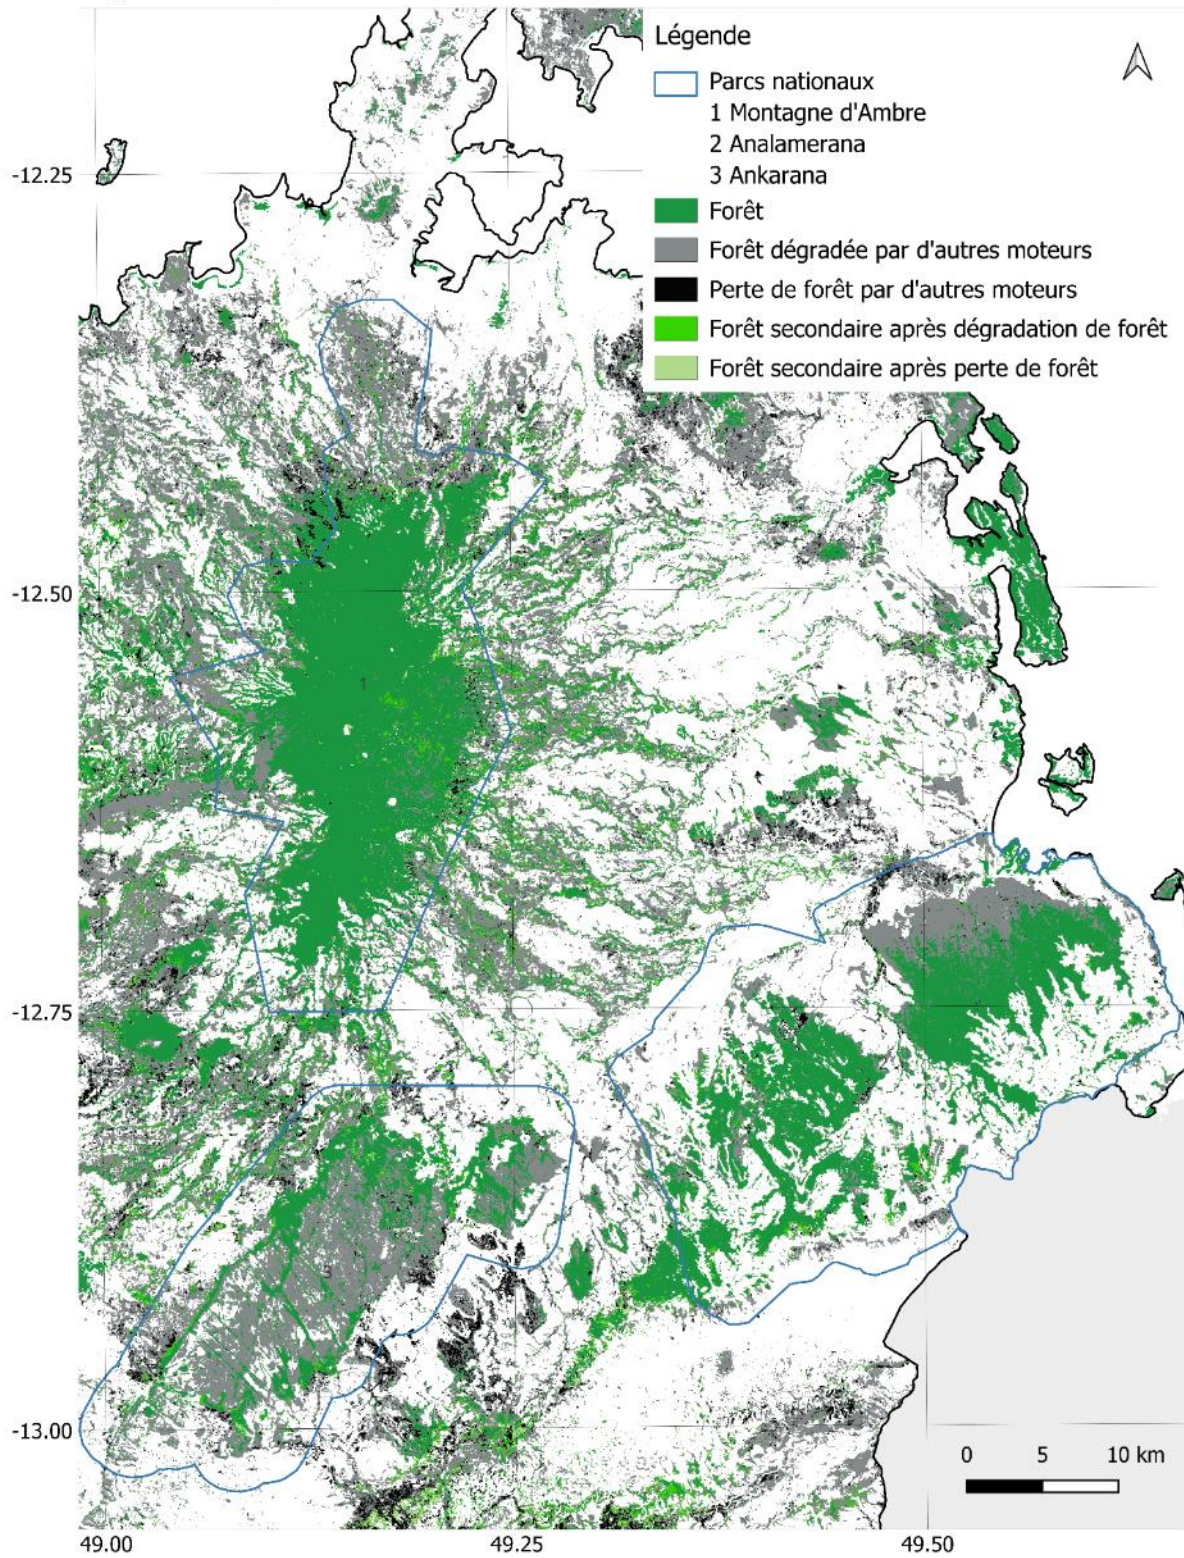 Légende
Parcs nationaux
1 Montagne d'Ambre
2 Analamerana
3 Ankarana
Forêt
Forêt dégradée par d'autres moteurs
Perte de forêt par d'autres moteurs
Forêt secondaire après dégradation de forêt
Forêt secondaire après perte de forêt
-12.25
-12.50
1
-12.75
3
-13.00
0 5 10 km
49.00 49.25 49.50